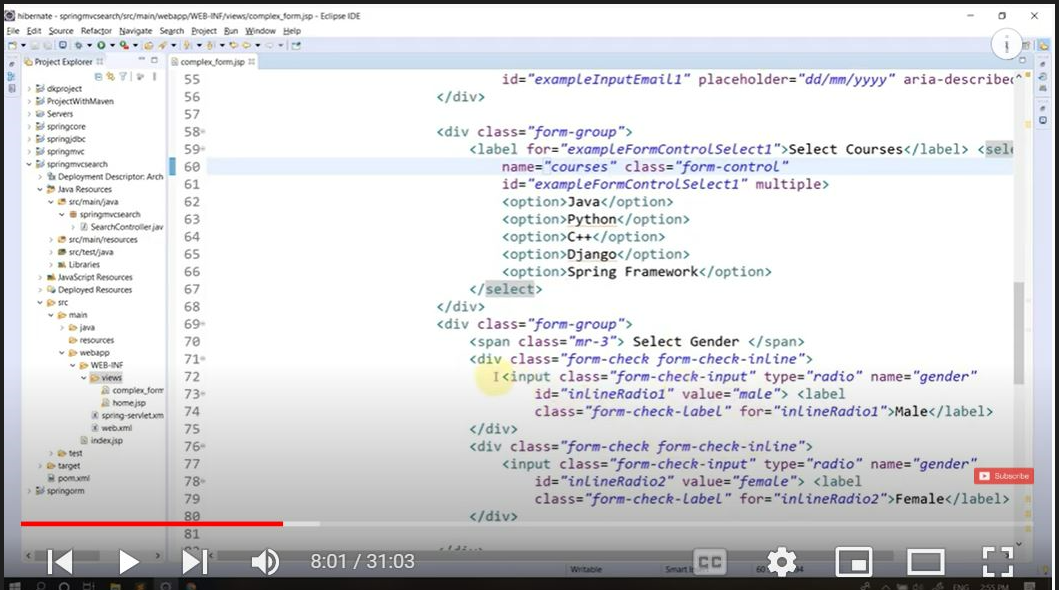 hibernate - springmvcsearch/src/main/webapp/WEB-INF/views/complex_form.jsp - Eclipse IDE
File Edit Source Refactor Navigate Search Project Run Window Help
Project Explorer
complex_form.jsp
dkproject
ProjectWithMaven
Servers
springcore
springjdbc
springmvc
springmvcsearch
Deployment Descriptor: Arch
Java Resources
src/main/java
springmvcsearch
SearchController.jav
src/main/resources
src/test/java
Libraries
JavaScript Resources
Deployed Resources
src
main
java
resources
webapp
WEB-INF
views
complex_form
home.jsp
spring-servlet.xm
web.xml
index.jsp
test
target
pom.xml
springorm
55 id="exampleInputEmail1" placeholder="dd/mm/yyyy" aria-described
56 </div>
57
58 <div class="form-group">
59 <label for="exampleFormControlSelect1">Select Courses</label> <sele
60 name="courses" class="form-control"
61 id="exampleFormControlSelect1" multiple>
62 <option>Java</option>
63 <option>Python</option>
64 <option>C++</option>
65 <option>Django</option>
66 <option>Spring Framework</option>
67 </select>
68 </div>
69 <div class="form-group">
70 <span class="mr-3"> Select Gender </span>
71 <div class="form-check form-check-inline">
72 <input class="form-check-input" type="radio" name="gender"
73 id="inlineRadio1" value="male"> <label
74 class="form-check-label" for="inlineRadio1">Male</label>
75 </div>
76 <div class="form-check form-check-inline">
77 <input class="form-check-input" type="radio" name="gender"
78 id="inlineRadio2" value="female"> <label
79 class="form-check-label" for="inlineRadio2">Female</label>
80 </div>
81
Subscribe
8:01 / 31:03
CC
Writable
Smart
ENG 2:55 PM